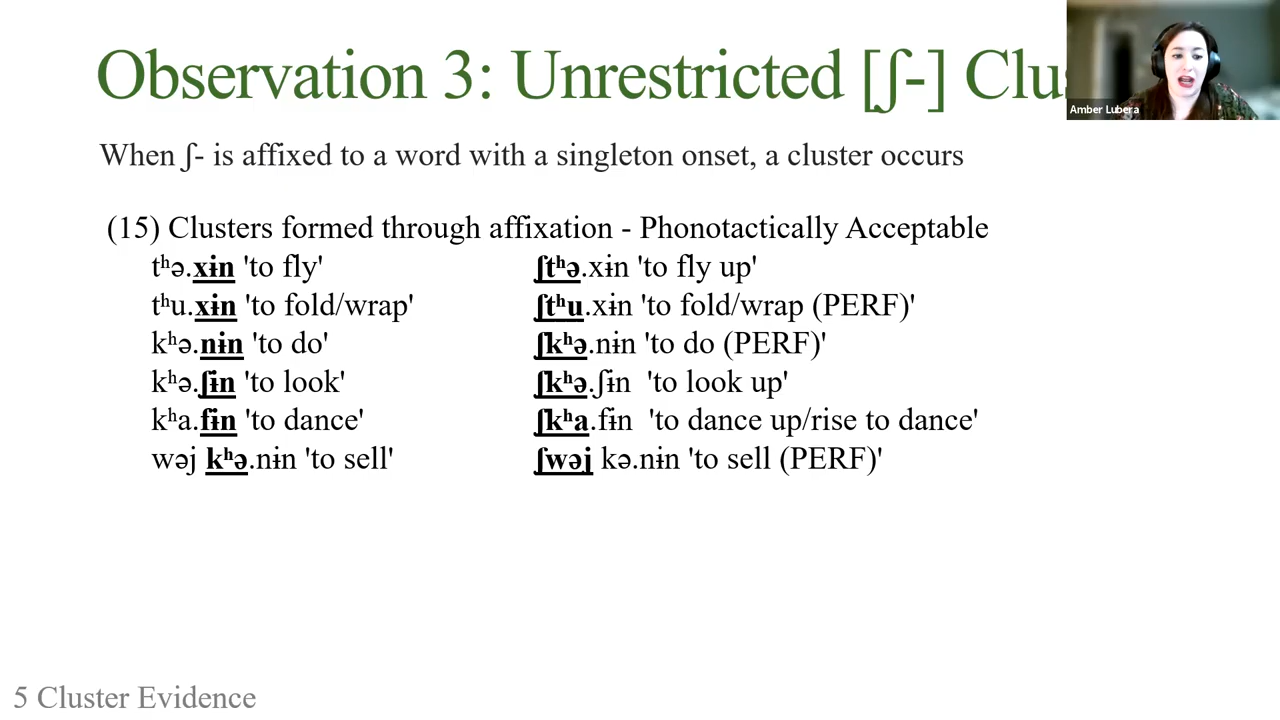 Observation 3: Unrestricted [ʃ-] Clus
Amber Lubera
When ʃ- is affixed to a word with a singleton onset, a cluster occurs
(15) Clusters formed through affixation - Phonotactically Acceptable
tʰə.xɨn 'to fly' ʃtʰə.xɨn 'to fly up'
tʰu.xɨn 'to fold/wrap' ʃtʰu.xɨn 'to fold/wrap (PERF)'
kʰə.nɨn 'to do' ʃkʰə.nɨn 'to do (PERF)'
kʰə.ʃɨn 'to look' ʃkʰə.ʃɨn 'to look up'
kʰa.fɨn 'to dance' ʃkʰa.fɨn 'to dance up/rise to dance'
wəj kʰə.nɨn 'to sell' ʃwəj kə.nɨn 'to sell (PERF)'
5 Cluster Evidence